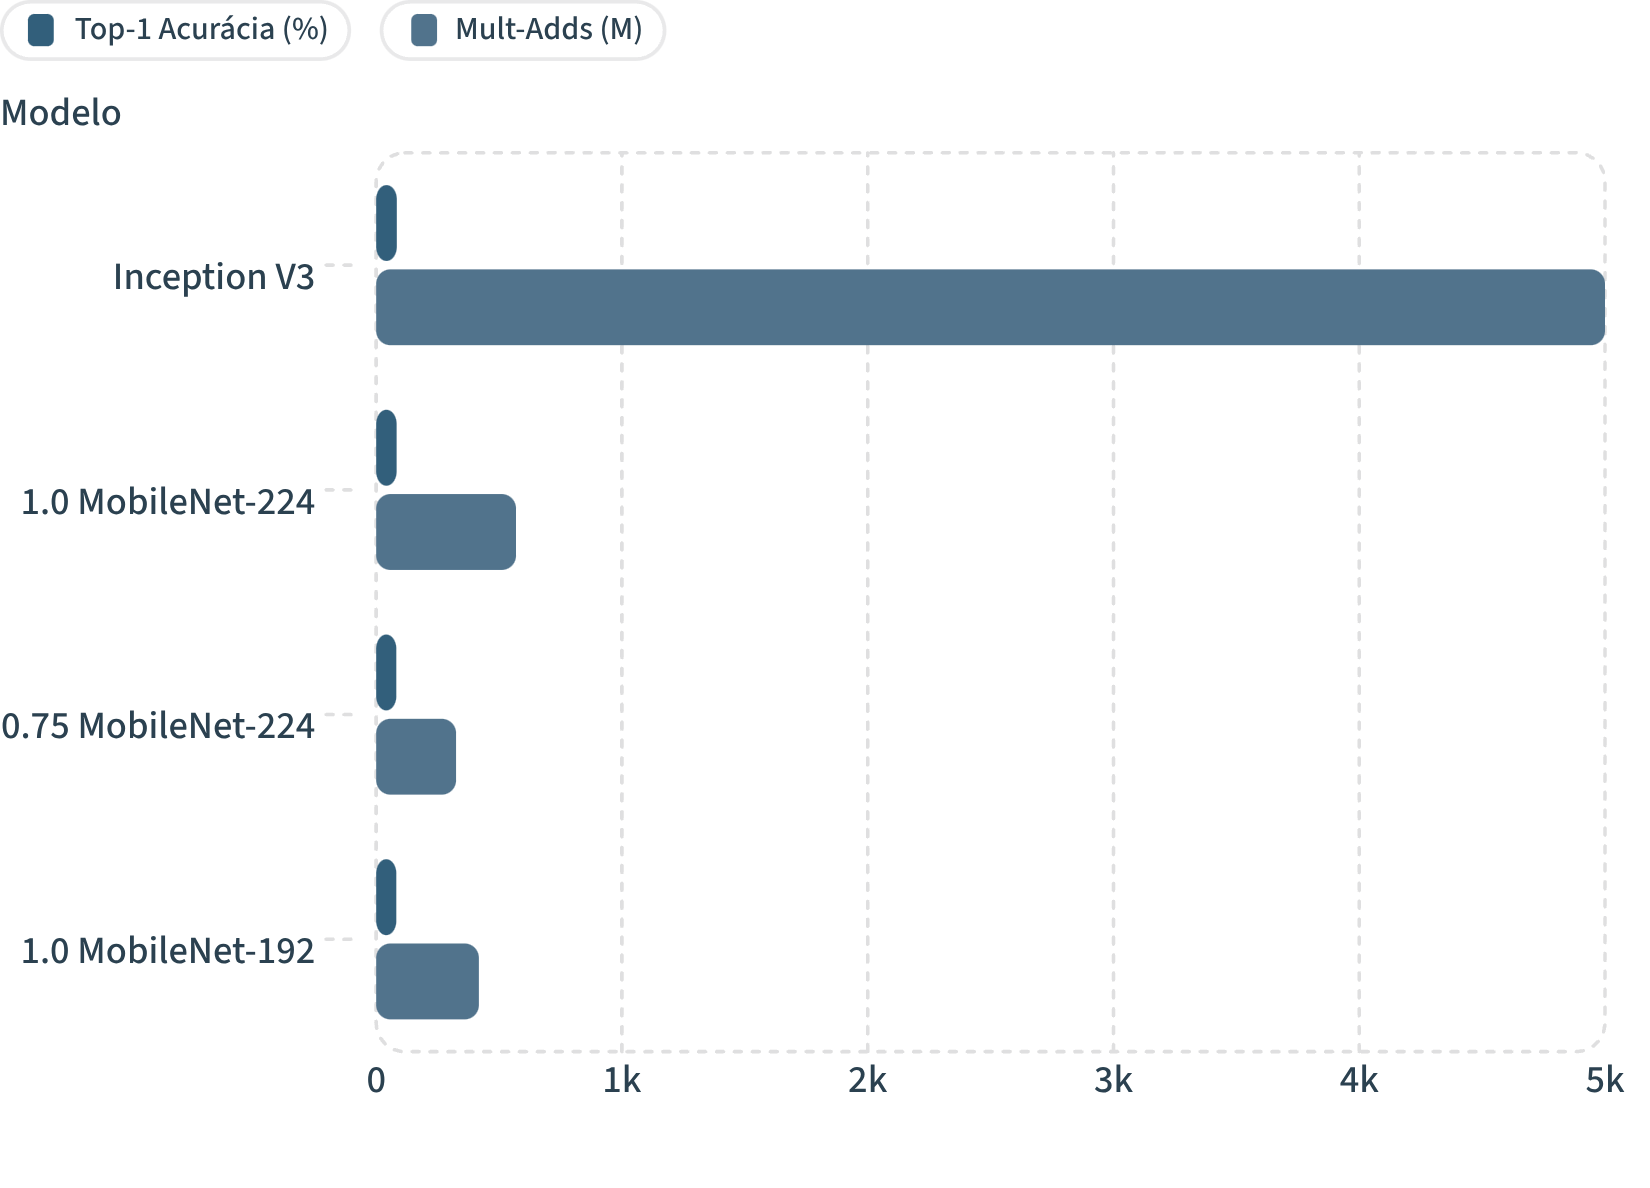 Top-1 Acurácia (%) Mult-Adds (M)
Modelo
Inception V3
1.0 MobileNet-224
0.75 MobileNet-224
1.0 MobileNet-192
0 1k 2k 3k 4k 5k